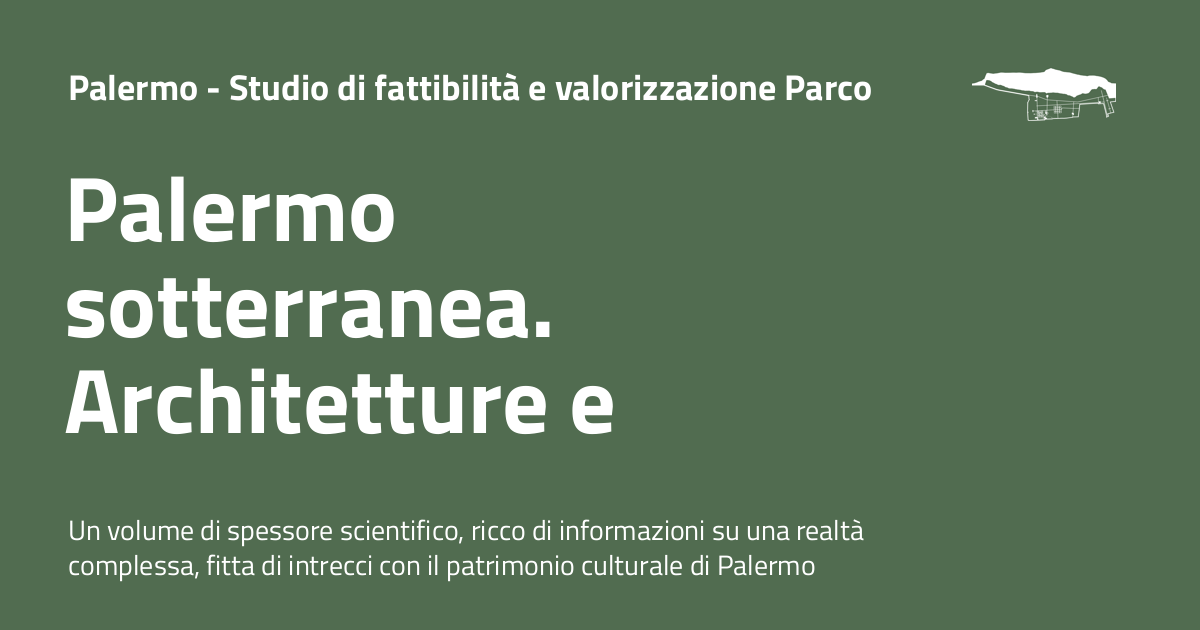 Palermo - Studio di fattibilità e valorizzazione Parco
Palermo
sotterranea.
Architetture e
Un volume di spessore scientifico, ricco di informazioni su una realtà
complessa, fitta di intrecci con il patrimonio culturale di Palermo